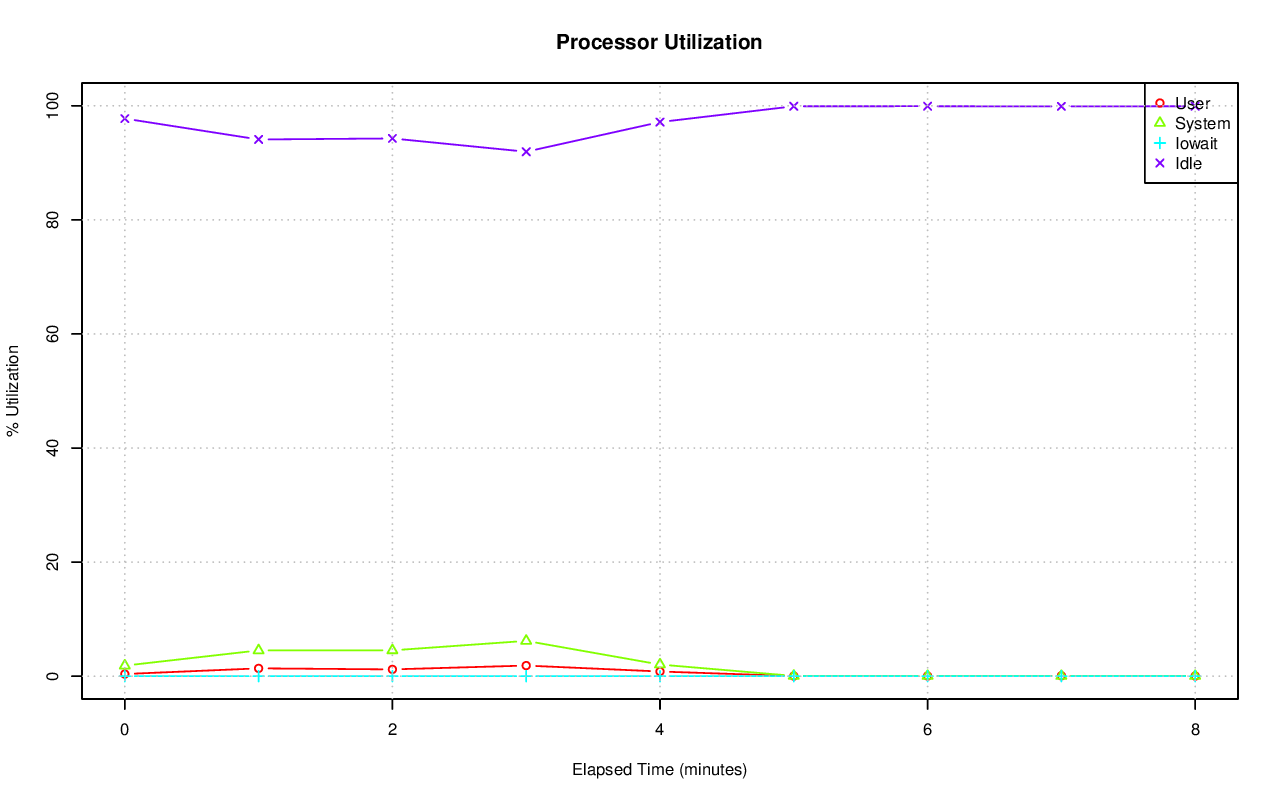 Processor Utilization
% Utilization
100
80
60
40
20
0
User
System
Iowait
Idle
0 2 4 6 8
Elapsed Time (minutes)